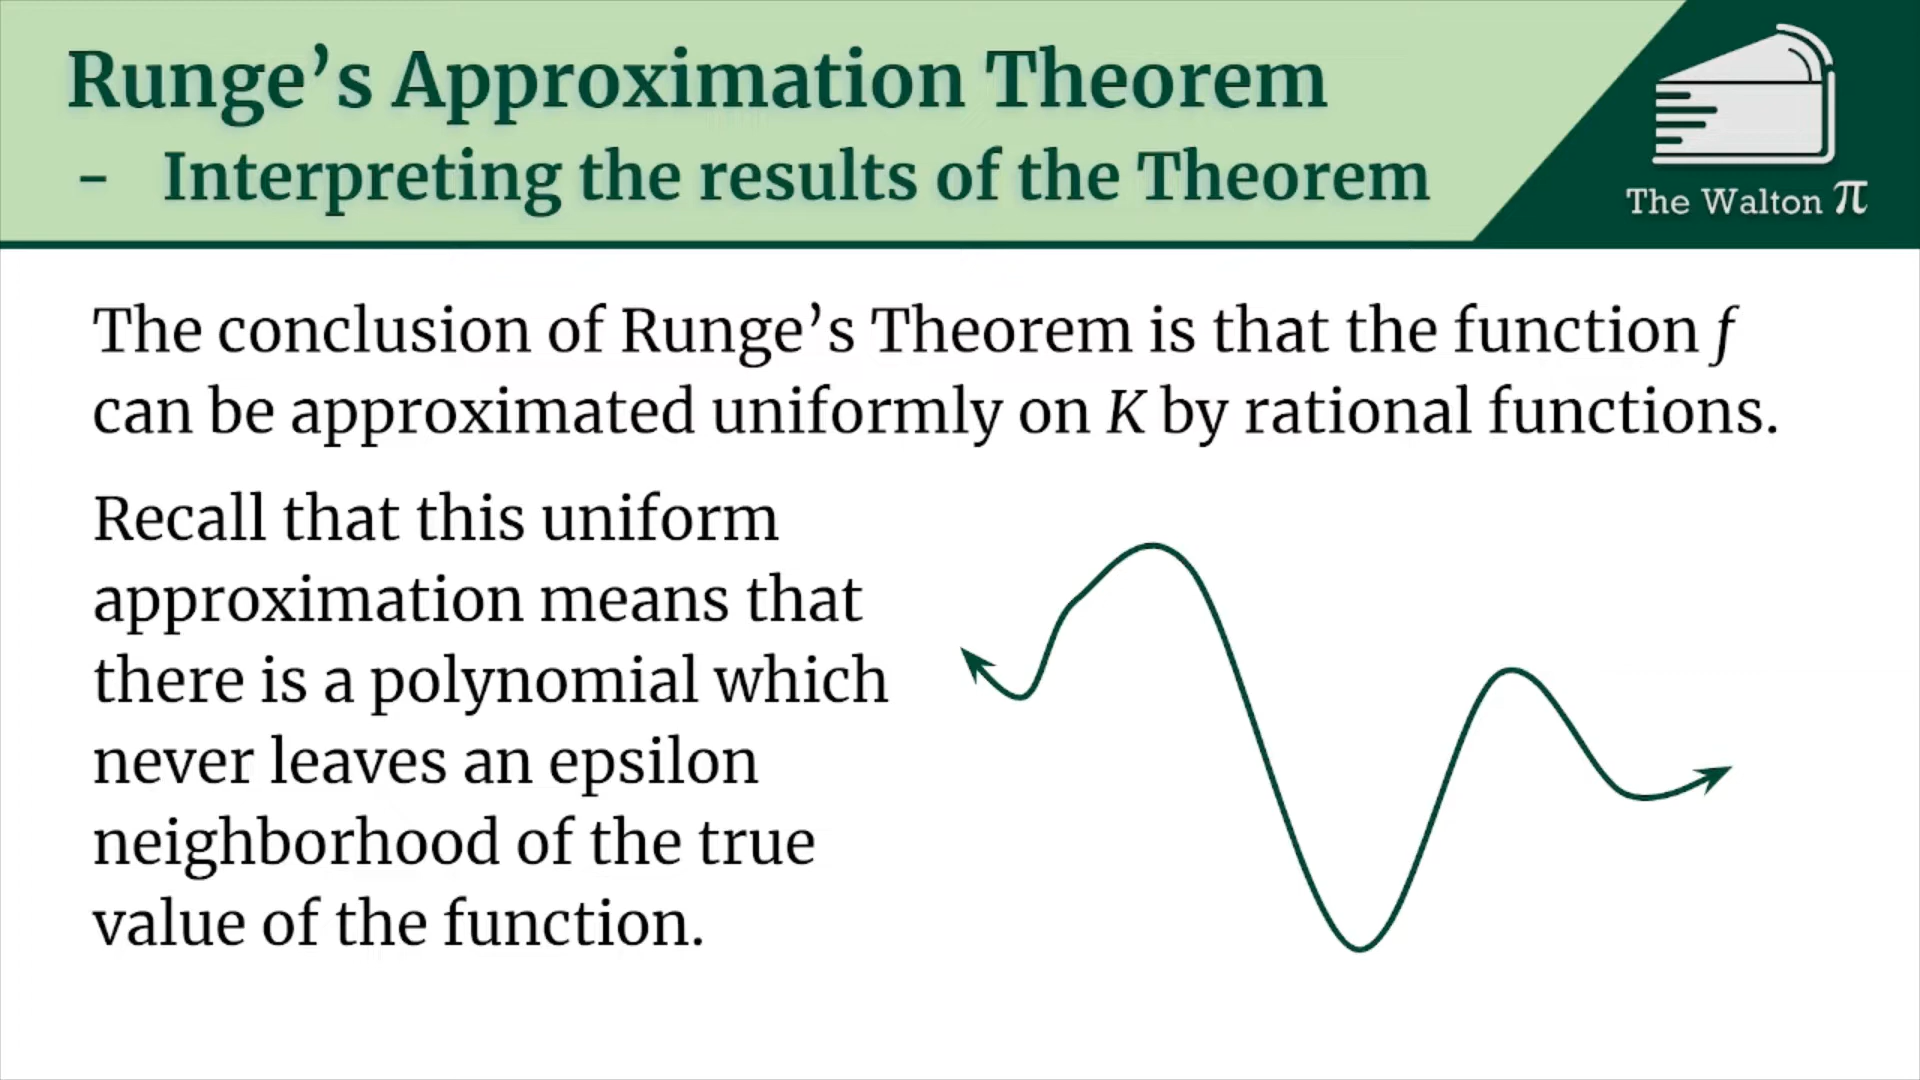 Runge’s Approximation Theorem
- Interpreting the results of the Theorem
The Walton π
The conclusion of Runge’s Theorem is that the function f
can be approximated uniformly on K by rational functions.
Recall that this uniform
approximation means that
there is a polynomial which
never leaves an epsilon
neighborhood of the true
value of the function.